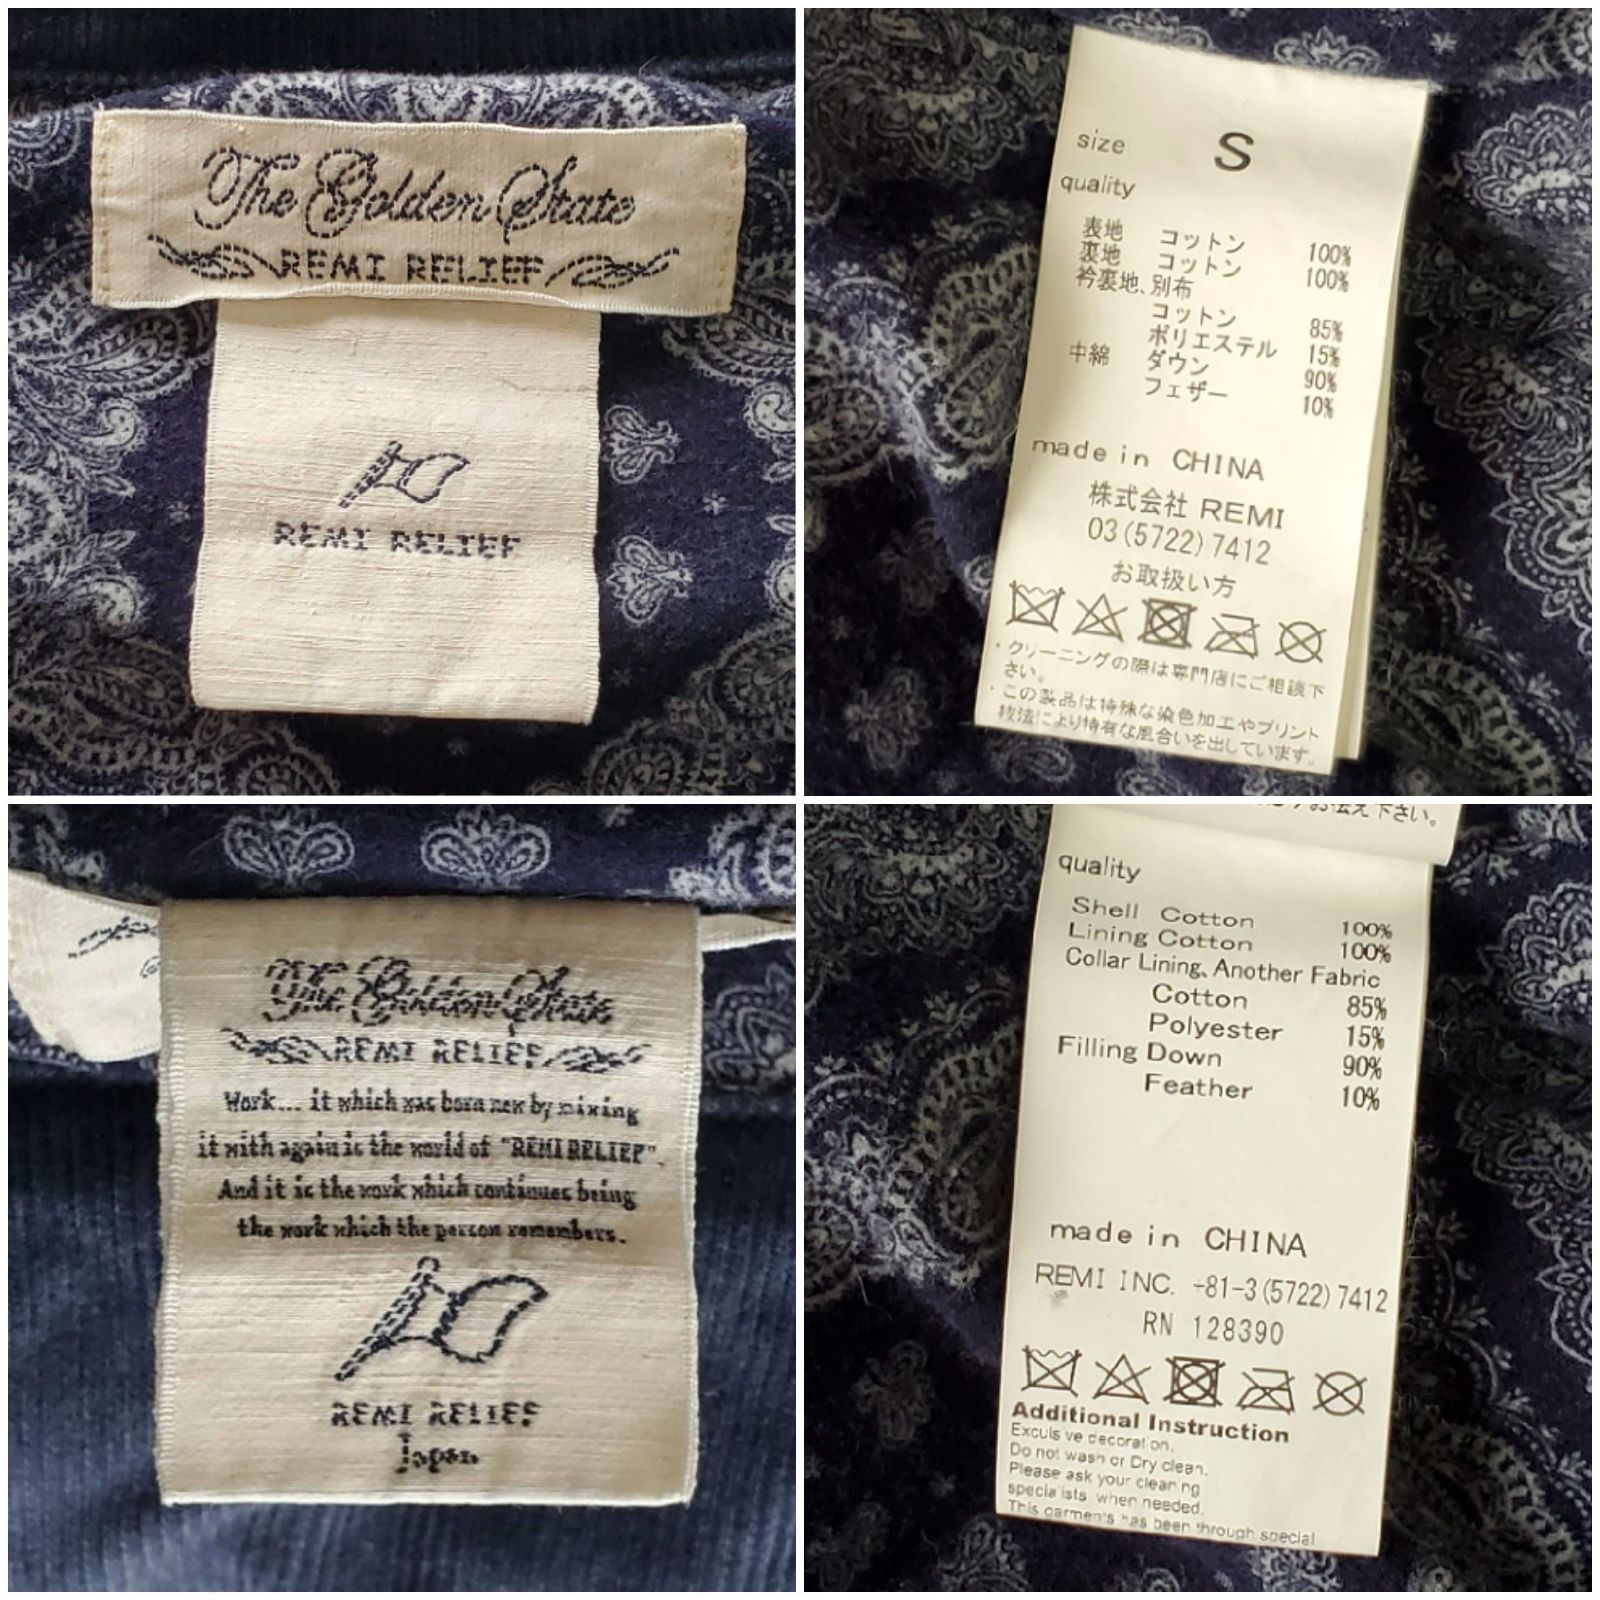 The Golden State
REMI RELIEF
REMI RELIEF
size S
quality
表地 コットン 100%
裏地 コットン 100%
衿裏地、別布
コットン 85%
ポリエステル 15%
中綿 ダウン 90%
フェザー 10%
made in CHINA
株式会社 REMI
03(5722)7412
お取扱い方
・クリーニングの際は専門店にご相談下
さい。
・この製品は特殊な染色加工やプリント
技法により特有な風合いを出しています。
The Golden State
REMI RELIEF
Work... it which was born new by mixing
it with again is the world of "REMI RELIEF".
And it is the work which continues being
the work which the person remembers.
REMI RELIEF
Japan
お伝え下さい。
quality
Shell Cotton 100%
Lining Cotton 100%
Collar Lining、Another Fabric
Cotton 85%
Polyester 15%
Filling Down 90%
Feather 10%
made in CHINA
REMI INC. +81-3(5722)7412
RN 128390
Additional Instruction
Exculsive decoration.
Do not wash or Dry clean.
Please ask your cleaning
specialists when needed.
This garments has been through special